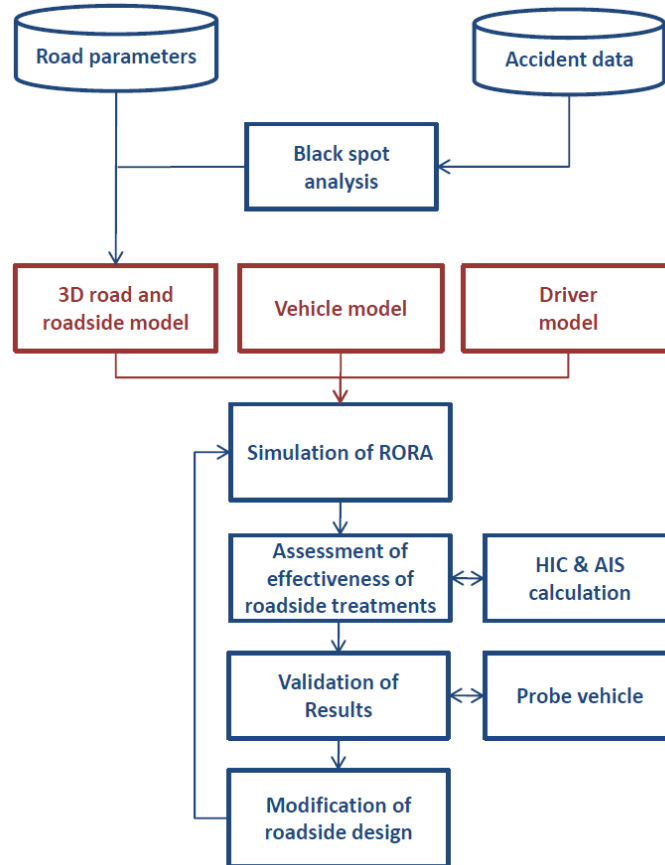 Road parameters
Accident data
Black spot
analysis
3D road and
roadside model
Vehicle model
Driver
model
Simulation of RORA
Assessment of
effectiveness of
roadside treatments
HIC & AIS
calculation
Validation of
Results
Probe vehicle
Modification of
roadside design